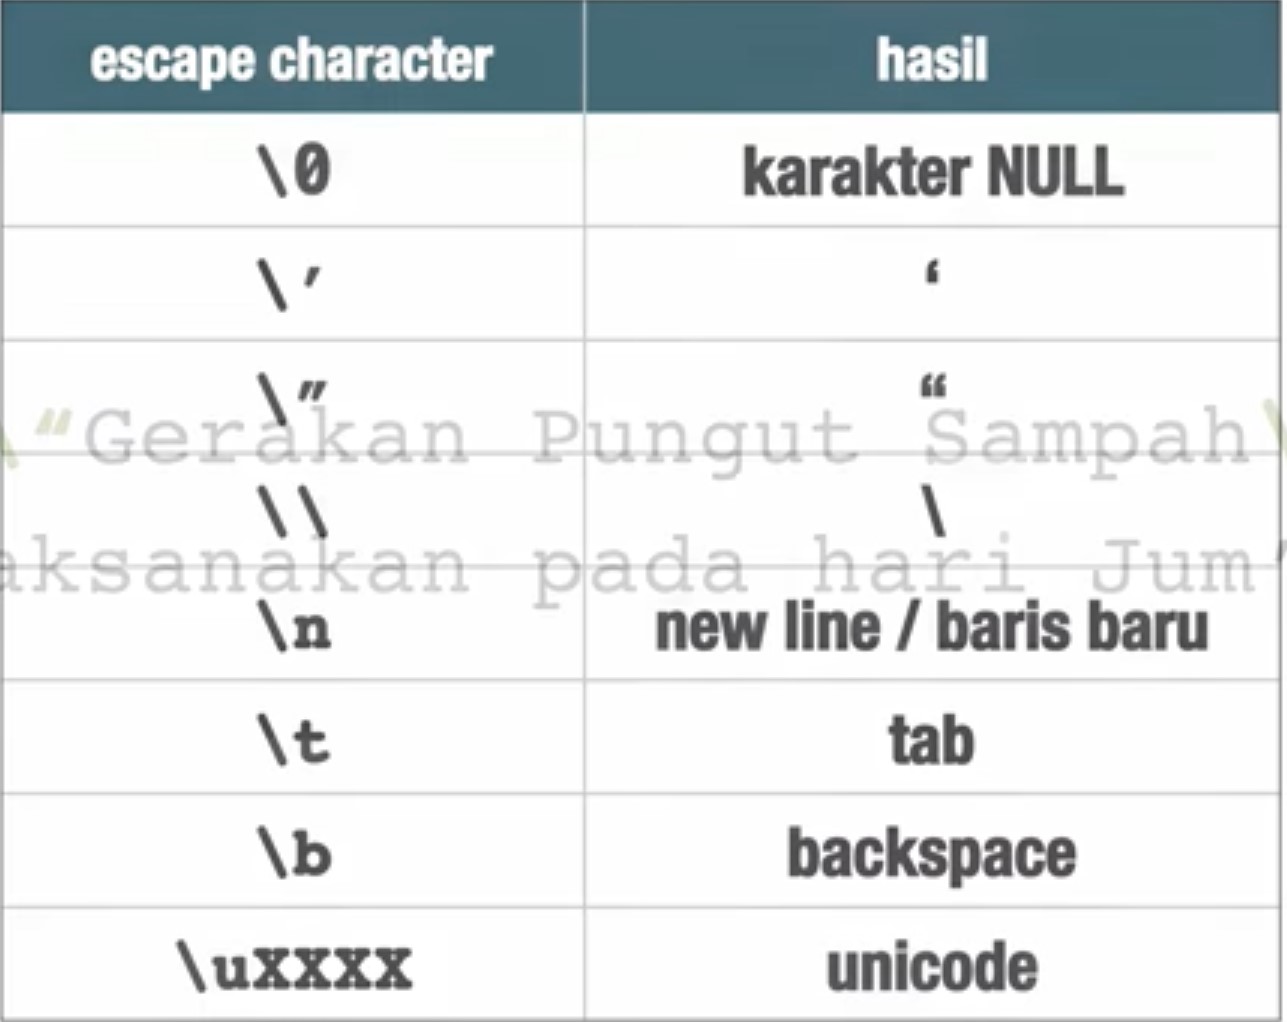 escape character hasil
\0 karakter NULL
\' ‘
\" “
\“Gerakan Pungut Sampah\
\\ \
aksanakan pada hari Jum'
\n new line / baris baru
\t tab
\b backspace
\uXXXX unicode